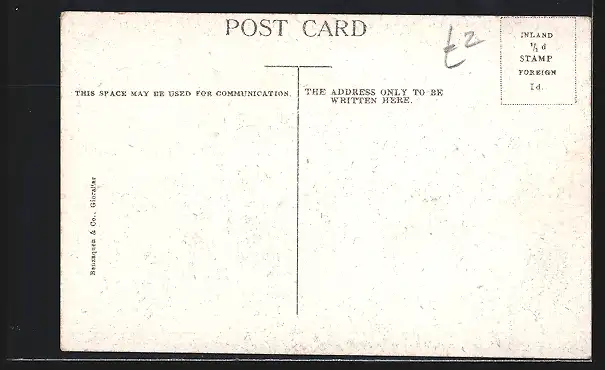 POST CARD
£2
INLAND
½ d
STAMP
FOREIGN
1d.
THIS SPACE MAY BE USED FOR COMMUNICATION.
THE ADDRESS ONLY TO BE
WRITTEN HERE.
Benzaquen & Co., Gibraltar